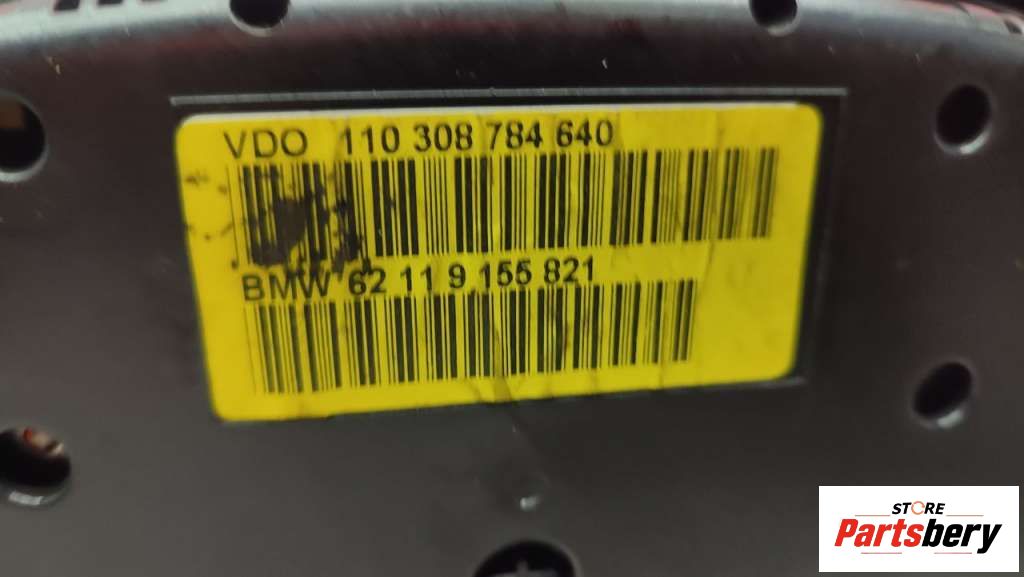 VDO 110 308 784 640
BMW 62 11 9 155 821
STORE
Partsbery